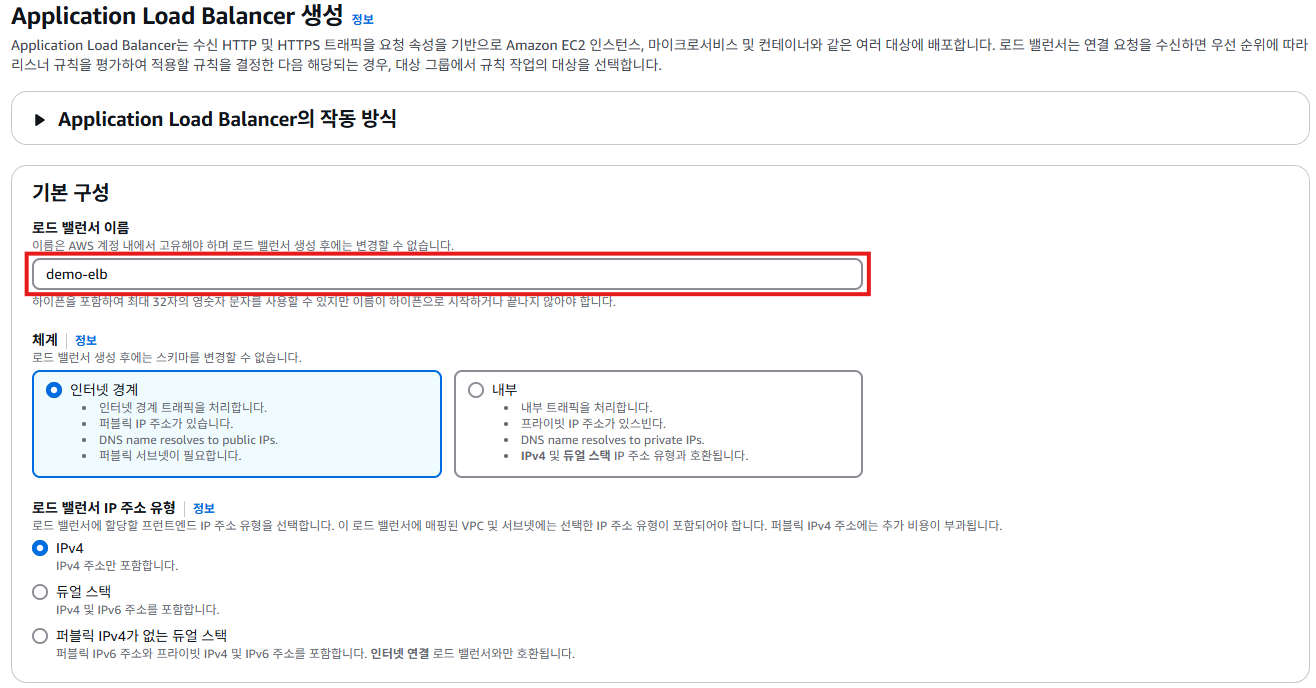 Application Load Balancer 생성 정보
Application Load Balancer는 수신 HTTP 및 HTTPS 트래픽을 요청 속성을 기반으로 Amazon EC2 인스턴스, 마이크로서비스 및 컨테이너와 같은 여러 대상에 배포합니다. 로드 밸런서는 연결 요청을 수신하면 우선 순위에 따라
리스너 규칙을 평가하여 적용할 규칙을 결정한 다음 해당되는 경우, 대상 그룹에서 규칙 작업의 대상을 선택합니다.
Application Load Balancer의 작동 방식
기본 구성
로드 밸런서 이름
이름은 AWS 계정 내에서 고유해야 하며 로드 밸런서 생성 후에는 변경할 수 없습니다.
demo-elb
하이픈을 포함하여 최대 32자의 영숫자 문자를 사용할 수 있지만 이름이 하이픈으로 시작하거나 끝나지 않아야 합니다.
체계 정보
로드 밸런서 생성 후에는 스키마를 변경할 수 없습니다.
인터넷 경계
• 인터넷 경계 트래픽을 처리합니다.
• 퍼블릭 IP 주소가 있습니다.
• DNS name resolves to public IPs.
• 퍼블릭 서브넷이 필요합니다.
내부
• 내부 트래픽을 처리합니다.
• 프라이빗 IP 주소가 있스빈다.
• DNS name resolves to private IPs.
• IPv4 및 듀얼 스택 IP 주소 유형과 호환됩니다.
로드 밸런서 IP 주소 유형 정보
로드 밸런서에 할당할 프런트엔드 IP 주소 유형을 선택합니다. 이 로드 밸런서에 매핑된 VPC 및 서브넷에는 선택한 IP 주소 유형이 포함되어야 합니다. 퍼블릭 IPv4 주소에는 추가 비용이 부과됩니다.
IPv4
IPv4 주소만 포함합니다.
듀얼 스택
IPv4 및 IPv6 주소를 포함합니다.
퍼블릭 IPv4가 없는 듀얼 스택
퍼블릭 IPv6 주소와 프라이빗 IPv4 및 IPv6 주소를 포함합니다. 인터넷 연결 로드 밸런서와만 호환됩니다.